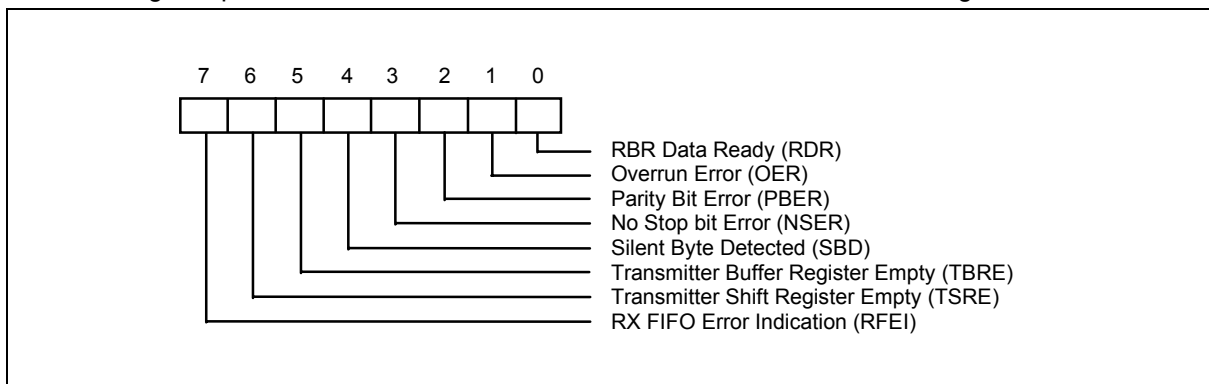 7 6 5 4 3 2 1 0
RBR Data Ready (RDR)
Overrun Error (OER)
Parity Bit Error (PBER)
No Stop bit Error (NSER)
Silent Byte Detected (SBD)
Transmitter Buffer Register Empty (TBRE)
Transmitter Shift Register Empty (TSRE)
RX FIFO Error Indication (RFEI)